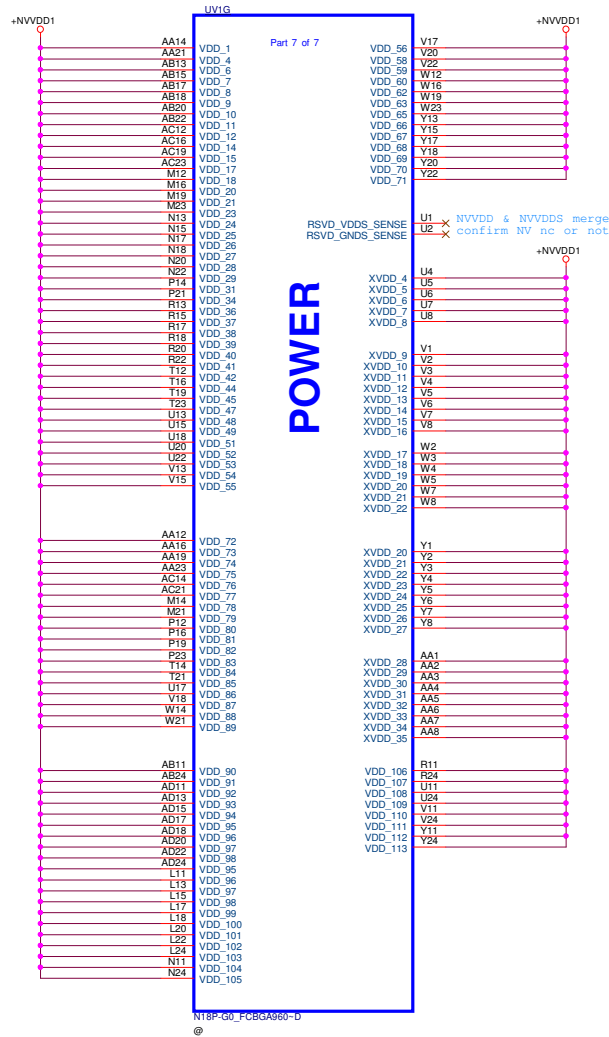 UV1G
+NVVDD1
+NVVDD1
Part 7 of 7
AA14 VDD_1
AA21 VDD_4
AB13 VDD_6
AB15 VDD_7
AB17 VDD_8
AB18 VDD_9
AB20 VDD_10
AB22 VDD_11
AC12 VDD_12
AC16 VDD_14
AC19 VDD_15
AC23 VDD_17
M12 VDD_18
M16 VDD_20
M19 VDD_21
M23 VDD_23
N13 VDD_24
N15 VDD_25
N17 VDD_26
N18 VDD_27
N20 VDD_28
N22 VDD_29
P14 VDD_31
P21 VDD_34
R13 VDD_36
R15 VDD_37
R17 VDD_38
R18 VDD_39
R20 VDD_40
R22 VDD_41
T12 VDD_42
T16 VDD_44
T19 VDD_45
T23 VDD_47
U13 VDD_48
U15 VDD_49
U18 VDD_51
U20 VDD_52
U22 VDD_53
V13 VDD_54
V15 VDD_55
AA12 VDD_72
AA16 VDD_73
AA19 VDD_74
AA23 VDD_75
AC14 VDD_76
AC21 VDD_77
M14 VDD_78
M21 VDD_79
P12 VDD_80
P16 VDD_81
P19 VDD_82
P23 VDD_83
T14 VDD_84
T21 VDD_85
U17 VDD_86
V18 VDD_87
W14 VDD_88
W21 VDD_89
AB11 VDD_90
AB24 VDD_91
AD11 VDD_92
AD13 VDD_93
AD15 VDD_94
AD17 VDD_95
AD18 VDD_96
AD20 VDD_97
AD22 VDD_98
AD24 VDD_95
L11 VDD_96
L13 VDD_97
L15 VDD_98
L17 VDD_99
L18 VDD_100
L20 VDD_101
L22 VDD_102
L24 VDD_103
N11 VDD_104
N24 VDD_105
POWER
VDD_56 V17
VDD_58 V20
VDD_59 V22
VDD_60 W12
VDD_62 W16
VDD_63 W19
VDD_65 W23
VDD_66 Y13
VDD_67 Y15
VDD_68 Y17
VDD_69 Y18
VDD_70 Y20
VDD_71 Y22
RSVD_VDDS_SENSE U1
RSVD_GNDS_SENSE U2
NVVDD & NVVDDS merge
confirm NV nc or not
+NVVDD1
XVDD_4 U4
XVDD_5 U5
XVDD_6 U6
XVDD_7 U7
XVDD_8 U8
XVDD_9 V1
XVDD_10 V2
XVDD_11 V3
XVDD_12 V4
XVDD_13 V5
XVDD_14 V6
XVDD_15 V7
XVDD_16 V8
XVDD_17 W2
XVDD_18 W3
XVDD_19 W4
XVDD_20 W5
XVDD_21 W7
XVDD_22 W8
XVDD_20 Y1
XVDD_21 Y2
XVDD_22 Y3
XVDD_23 Y4
XVDD_24 Y5
XVDD_25 Y6
XVDD_26 Y7
XVDD_27 Y8
XVDD_28 AA1
XVDD_29 AA2
XVDD_30 AA3
XVDD_31 AA4
XVDD_32 AA5
XVDD_33 AA6
XVDD_34 AA7
XVDD_35 AA8
VDD_106 R11
VDD_107 R24
VDD_108 U11
VDD_109 U24
VDD_110 V11
VDD_111 V24
VDD_112 Y11
VDD_113 Y24
N18P-G0_FCBGA960~D
@